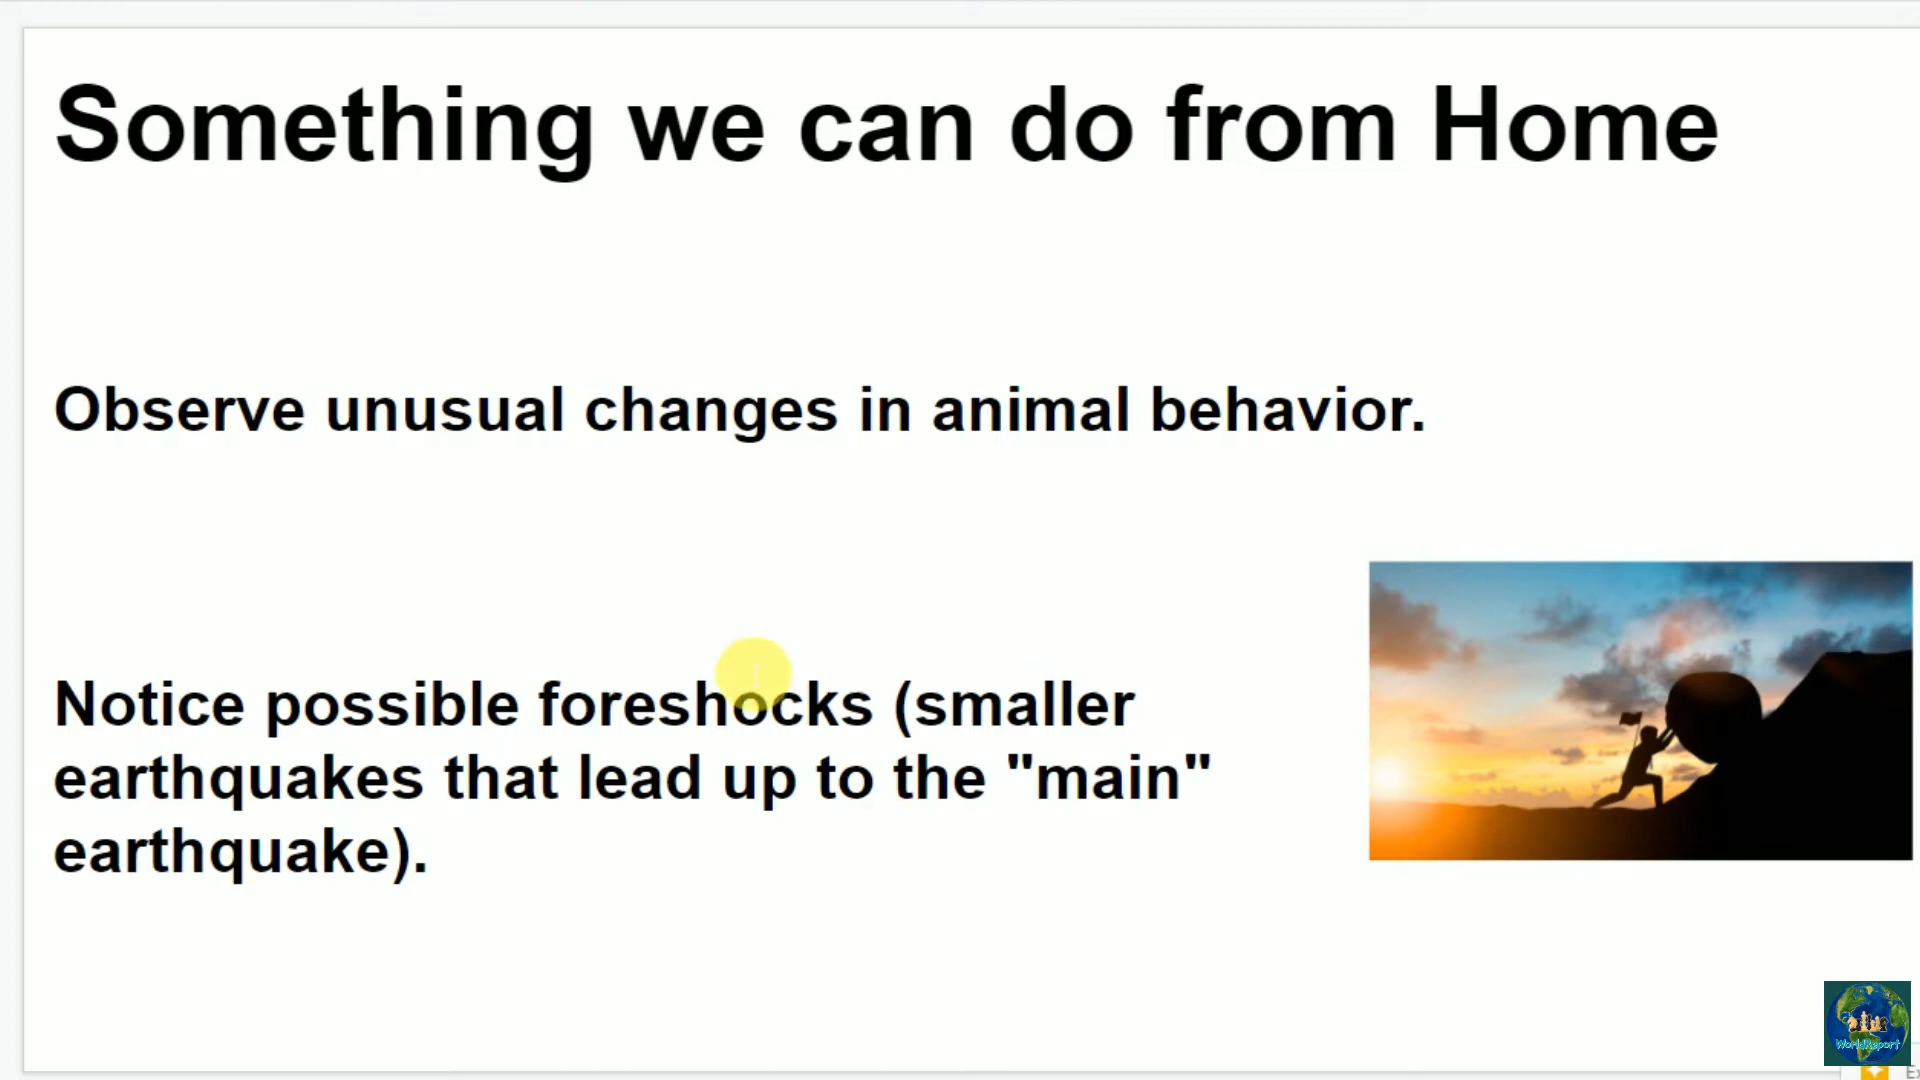 Something we can do from Home
Observe unusual changes in animal behavior.
Notice possible foreshocks (smaller
earthquakes that lead up to the "main"
earthquake).
WorldReport